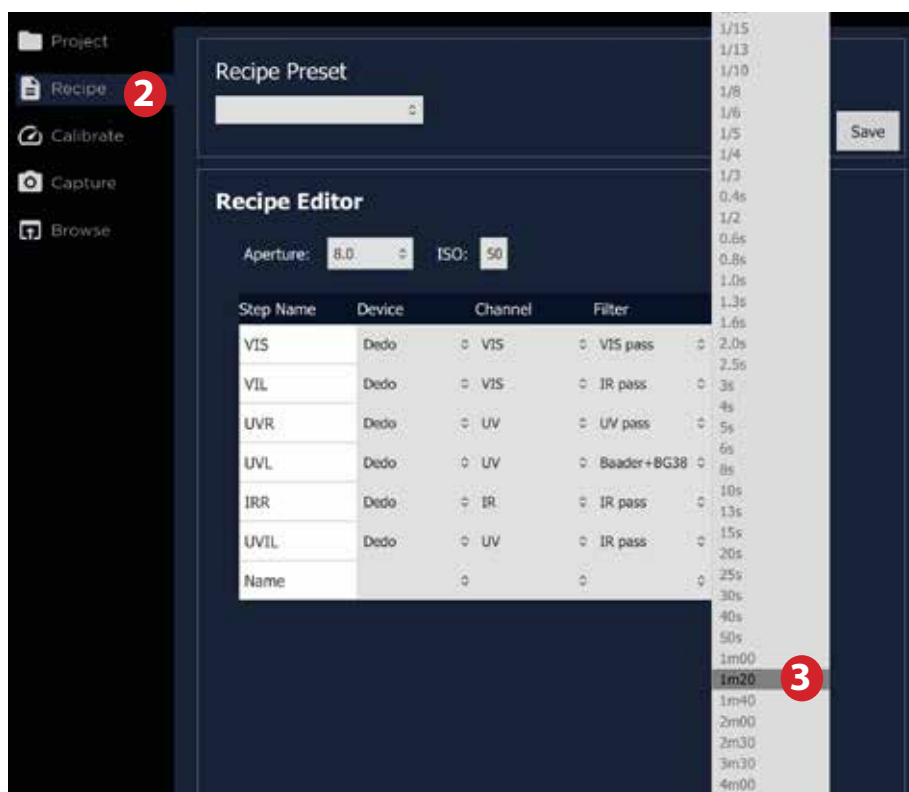 Project
Recipe 2
Calibrate
Capture
Browse
Recipe Preset
Save
Recipe Editor
Aperture: 8.0 ISO: 50
Step Name Device Channel Filter
VIS Dedo VIS VIS pass
VIL Dedo VIS IR pass
UVR Dedo UV UV pass
UVL Dedo UV Baader+BG38
IRR Dedo IR IR pass
UVIL Dedo UV IR pass
Name
1/15
1/13
1/10
1/8
1/6
1/5
1/4
1/3
0.4s
1/2
0.6s
0.8s
1.0s
1.3s
1.6s
2.0s
2.5s
3s
4s
5s
6s
8s
10s
13s
15s
20s
25s
30s
40s
50s
1m00
1m20 3
1m40
2m00
2m30
3m30
4m00